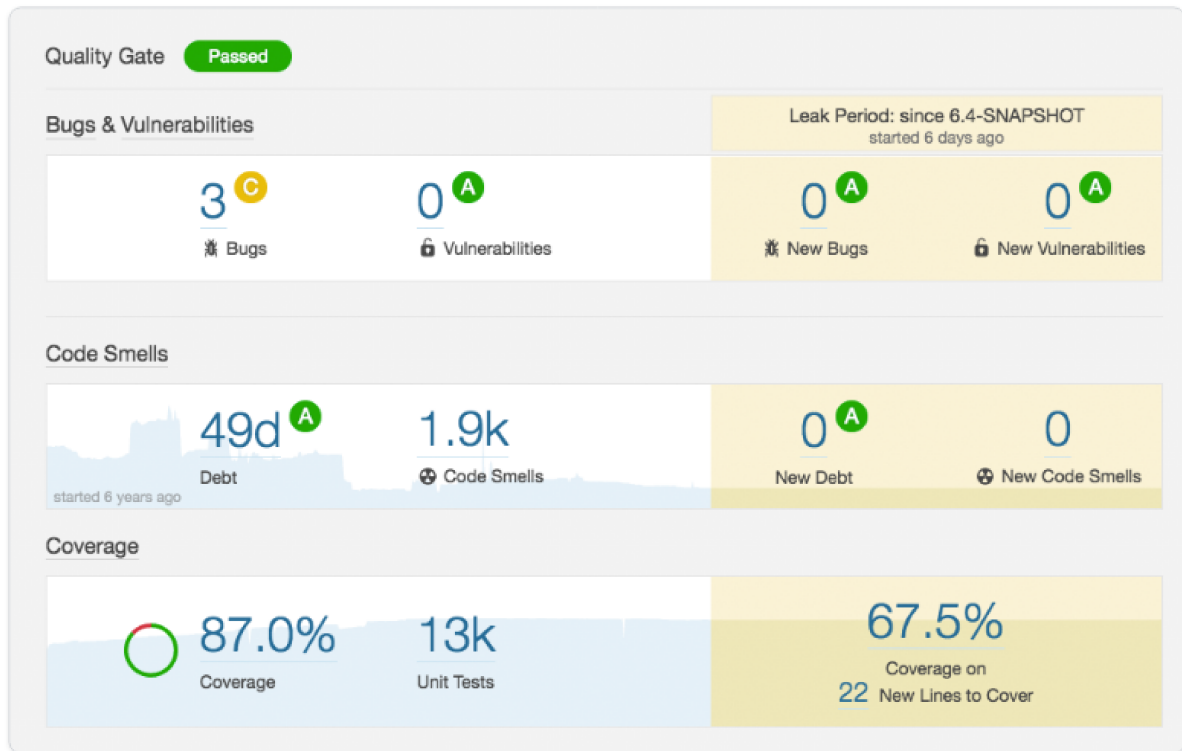 Quality Gate Passed
Bugs & Vulnerabilities
Leak Period: since 6.4-SNAPSHOT
started 6 days ago
3 C
0 A
0 A
0 A
Bugs
Vulnerabilities
New Bugs
New Vulnerabilities
Code Smells
49d A
1.9k
0 A
0
Debt
Code Smells
New Debt
New Code Smells
started 6 years ago
Coverage
87.0%
13k
67.5%
Coverage
Unit Tests
Coverage on
22 New Lines to Cover